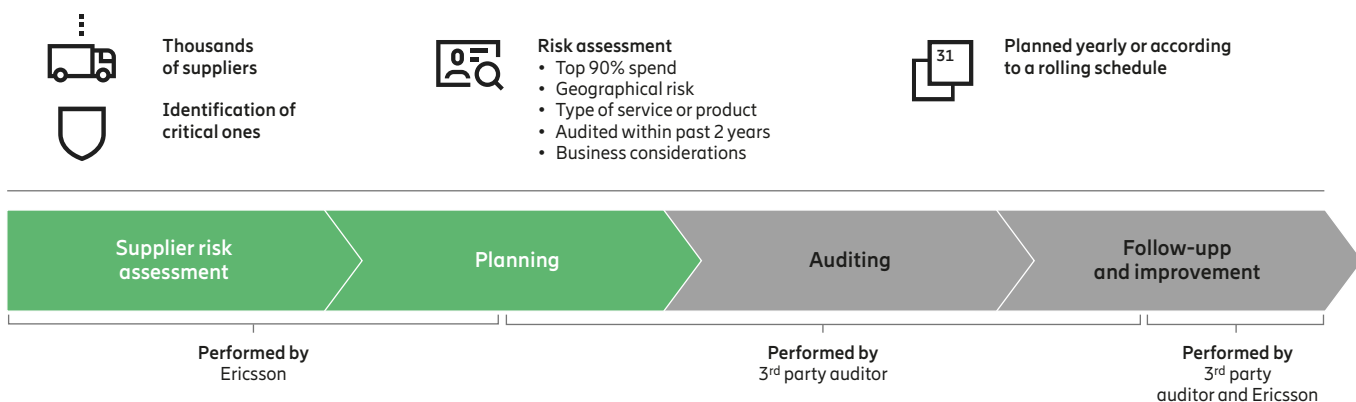 Thousands
of suppliers
Identification of
critical ones
Risk assessment
• Top 90% spend
• Geographical risk
• Type of service or product
• Audited within past 2 years
• Business considerations
31
Planned yearly or according
to a rolling schedule
Supplier risk
assessment
Planning
Auditing
Follow-upp
and improvement
Performed by
Ericsson
Performed by
3rd party auditor
Performed by
3rd party
auditor and Ericsson